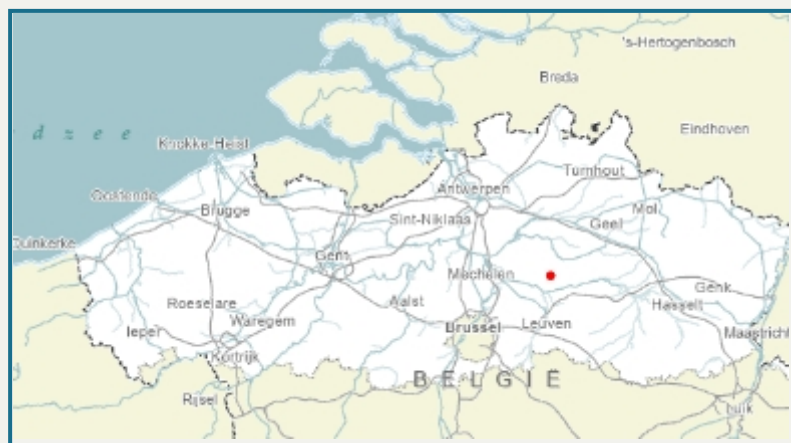 's-Hertogenbosch
Breda
Eindhoven
d z e e
Knokke-Heist
Turnhout
Antwerpen
Oostende
Mol
Brugge
Sint-Niklaas
Geel
Duinkerke
Gent
Mechelen
Genk
Roeselare
Aalst
Hasselt
Ieper
Waregem
Brussel
Leuven
Maastricht
Kortrijk
BELGIË
Rijsel
Luik